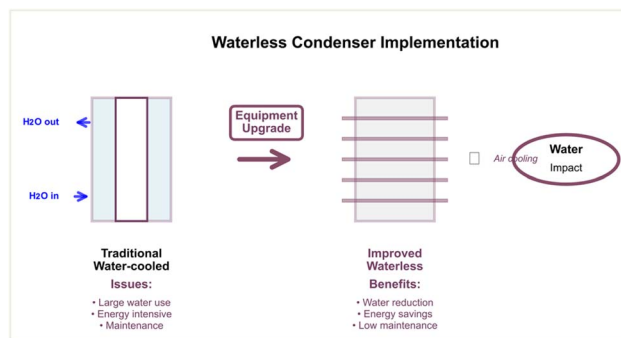 Waterless Condenser Implementation
H2O out
H2O in
Equipment
Upgrade
Air cooling
Water
Impact
Traditional
Water-cooled
Issues:
• Large water use
• Energy intensive
• Maintenance
Improved
Waterless
Benefits:
• Water reduction
• Energy savings
• Low maintenance